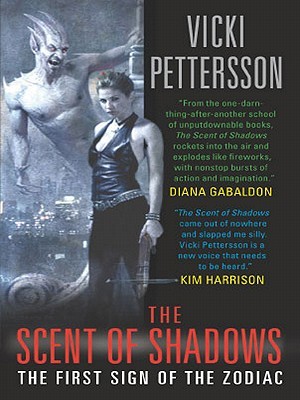 VICKI
PETTERSSON
"From the one-darn-
thing-after-another school
of unputdownable books,
The Scent of Shadows
rockets into the air and
explodes like fireworks,
with nonstop bursts of
action and imagination."
DIANA GABALDON
"The Scent of Shadows
came out of nowhere
and slapped me silly.
Vicki Pettersson is a
new voice that needs
to be heard."
KIM HARRISON
THE
SCENT OF SHADOWS
THE FIRST SIGN OF THE ZODIAC